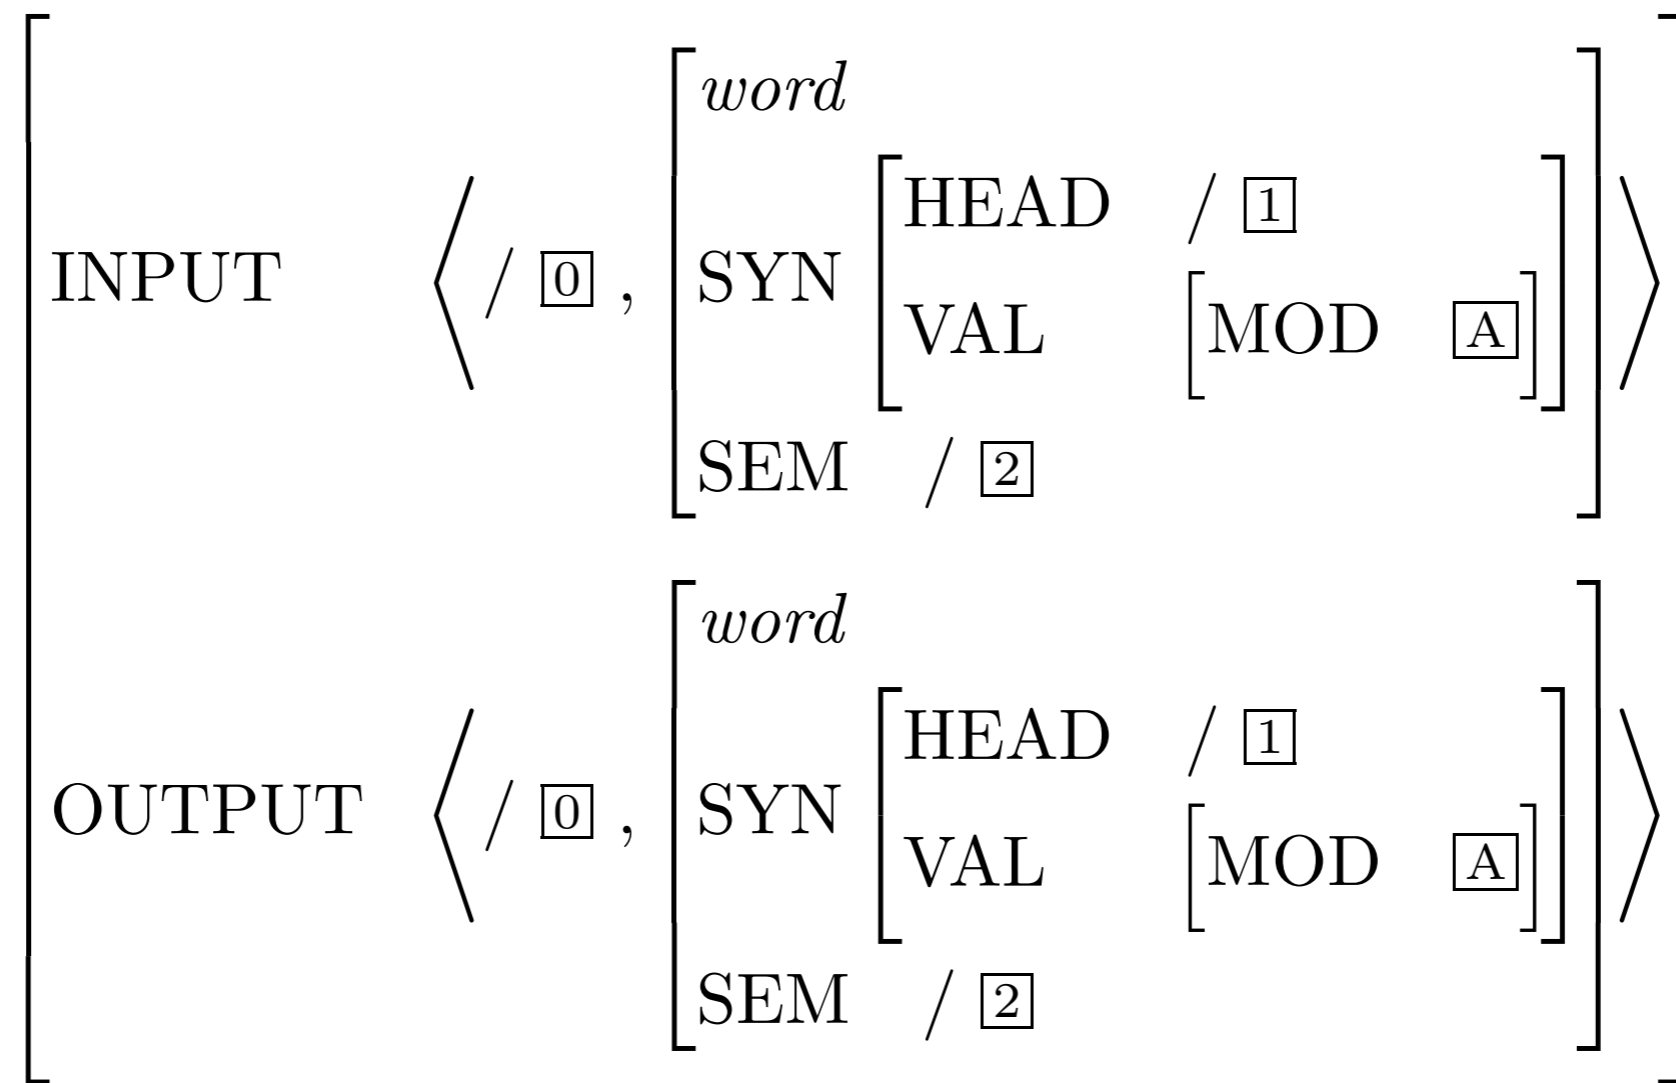 word
HEAD / 1
INPUT ⟨ / 0 , SYN
VAL [MOD A] ⟩
SEM / 2
word
HEAD / 1
OUTPUT ⟨ / 0 , SYN
VAL [MOD A] ⟩
SEM / 2